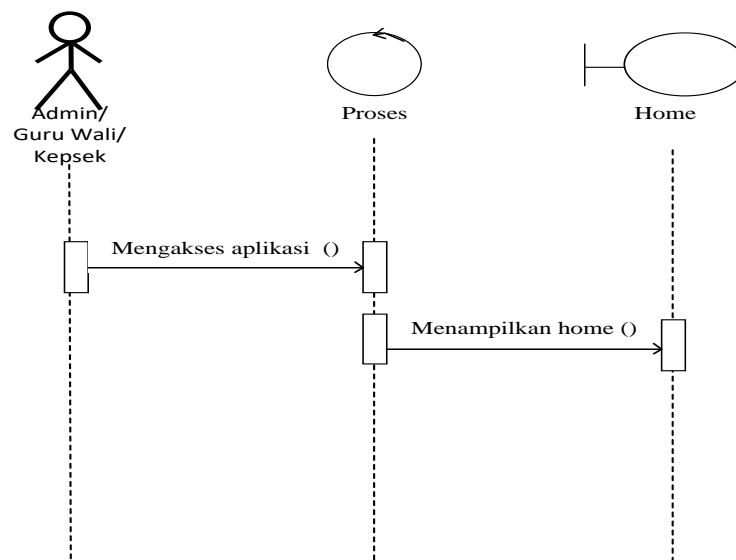 Admin/
Guru Wali/
Kepsek
Proses
Home
Mengakses aplikasi ()
Menampilkan home ()